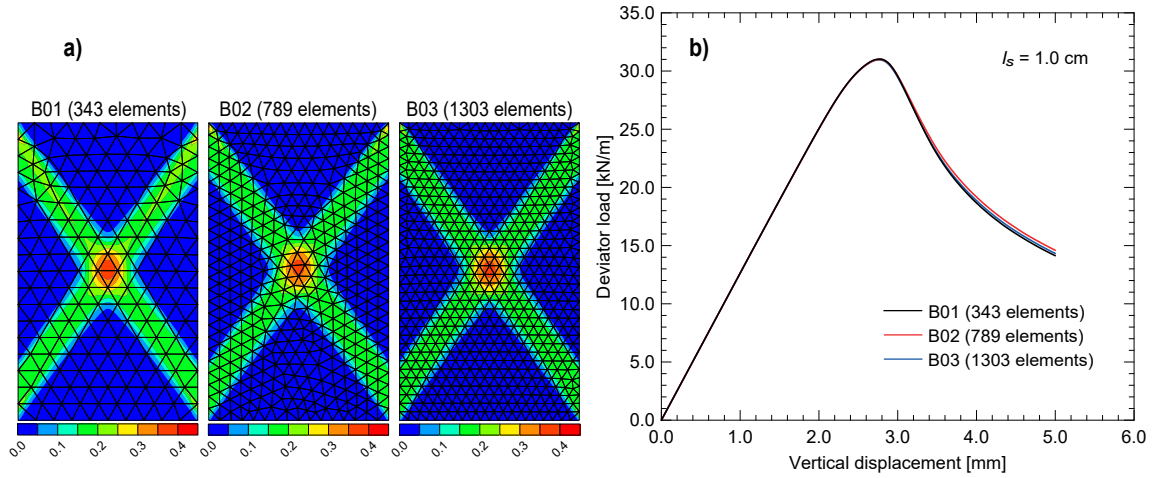 a)
B01 (343 elements)
B02 (789 elements)
B03 (1303 elements)
0.0 0.1 0.2 0.3 0.4
0.0 0.1 0.2 0.3 0.4
0.0 0.1 0.2 0.3 0.4
b)
lₛ = 1.0 cm
Deviator load [kN/m]
35.0
30.0
25.0
20.0
15.0
10.0
5.0
0.0
B01 (343 elements)
B02 (789 elements)
B03 (1303 elements)
0.0 1.0 2.0 3.0 4.0 5.0 6.0
Vertical displacement [mm]